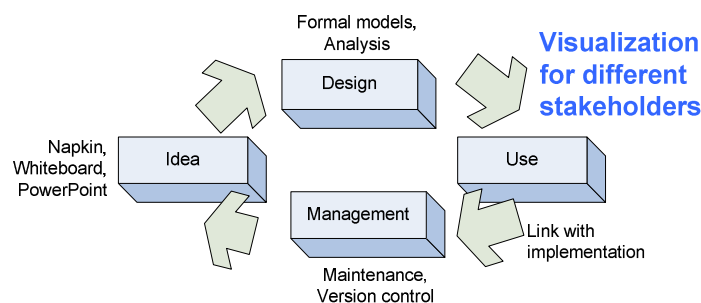 Formal models,
Analysis
Visualization
for different
stakeholders
Design
Napkin,
Whiteboard,
PowerPoint
Idea
Use
Management
Link with
implementation
Maintenance,
Version control